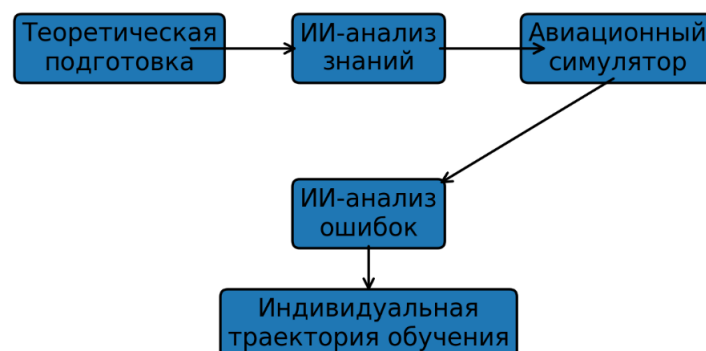 Теоретическая
подготовка
ИИ-анализ
знаний
Авиационный
симулятор
ИИ-анализ
ошибок
Индивидуальная
траектория обучения